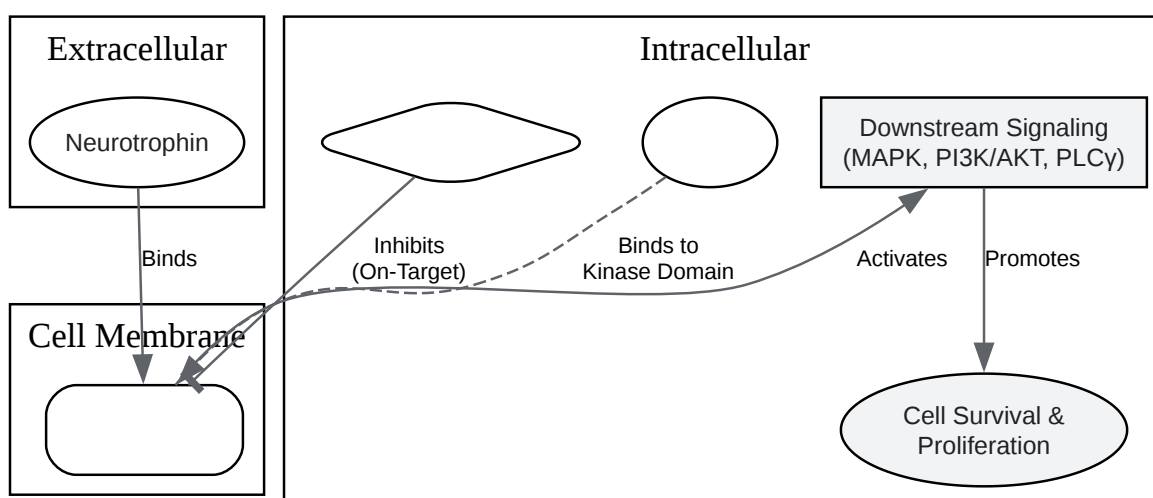 Extracellular
Intracellular
Neurotrophin
Downstream Signaling
(MAPK, PI3K/AKT, PLCγ)
Binds
Inhibits
(On-Target)
Binds to
Kinase Domain
Activates
Promotes
Cell Membrane
Cell Survival &
Proliferation